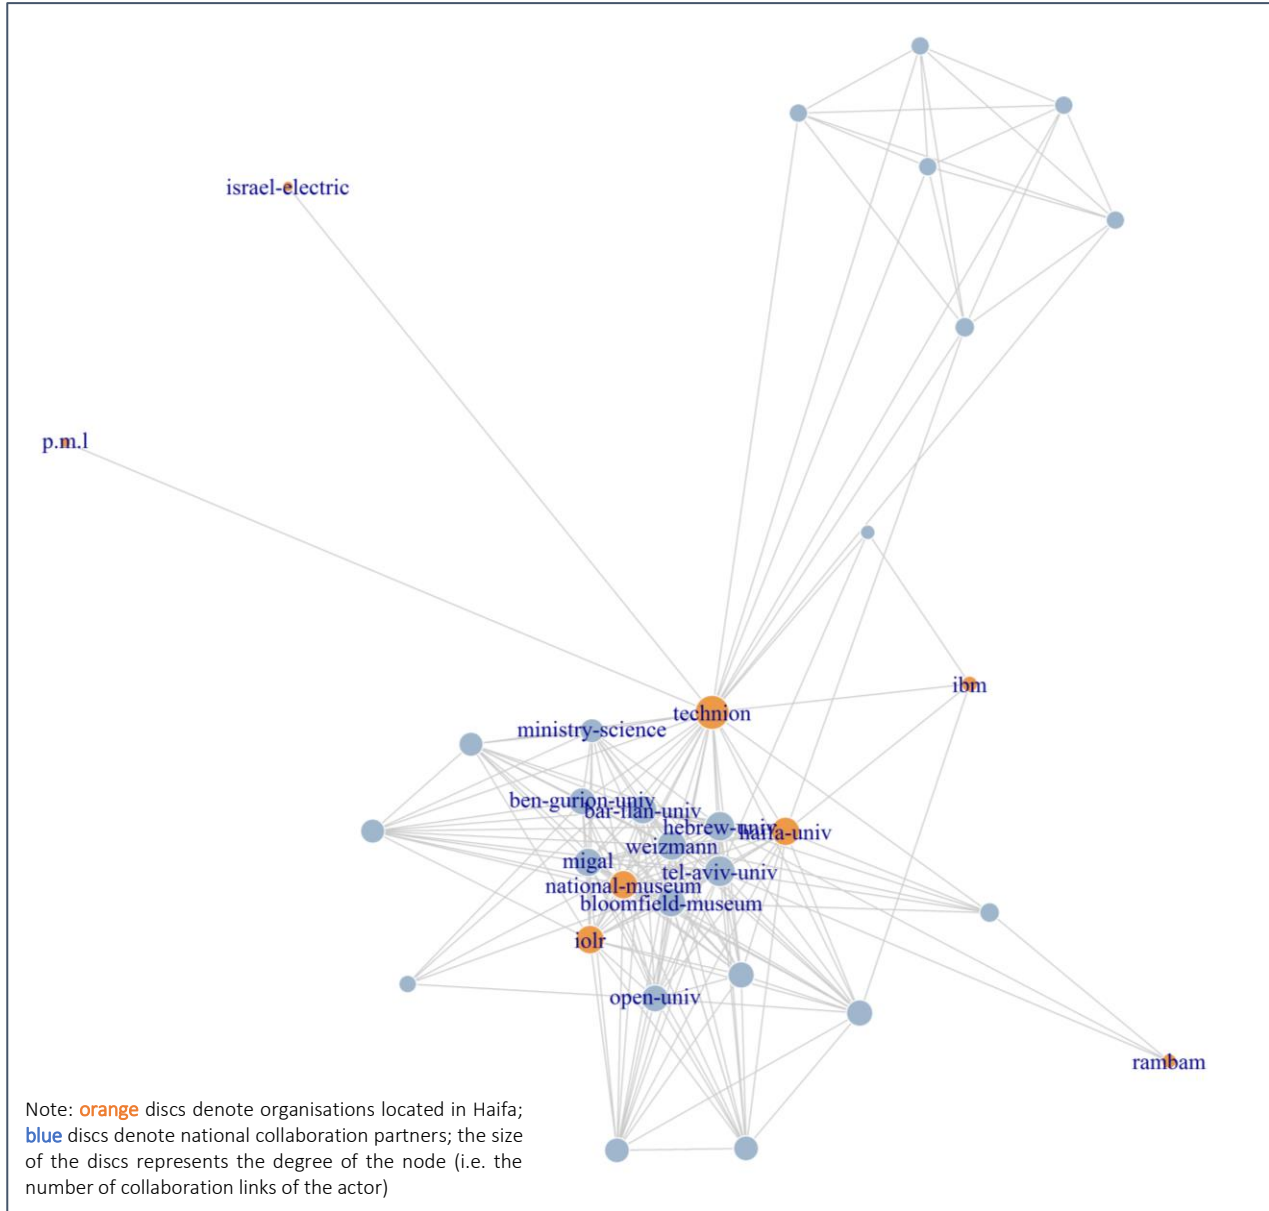 israel-electric
p.m.l
ibm
technion
ministry-science
ben-gurion-univ
bar-ilan-univ
hebrew-univ
haifa-univ
weizmann
migal
tel-aviv-univ
national-museum
bloomfield-museum
iolr
open-univ
rambam
Note: orange discs denote organisations located in Haifa;
blue discs denote national collaboration partners; the size
of the discs represents the degree of the node (i.e. the
number of collaboration links of the actor)